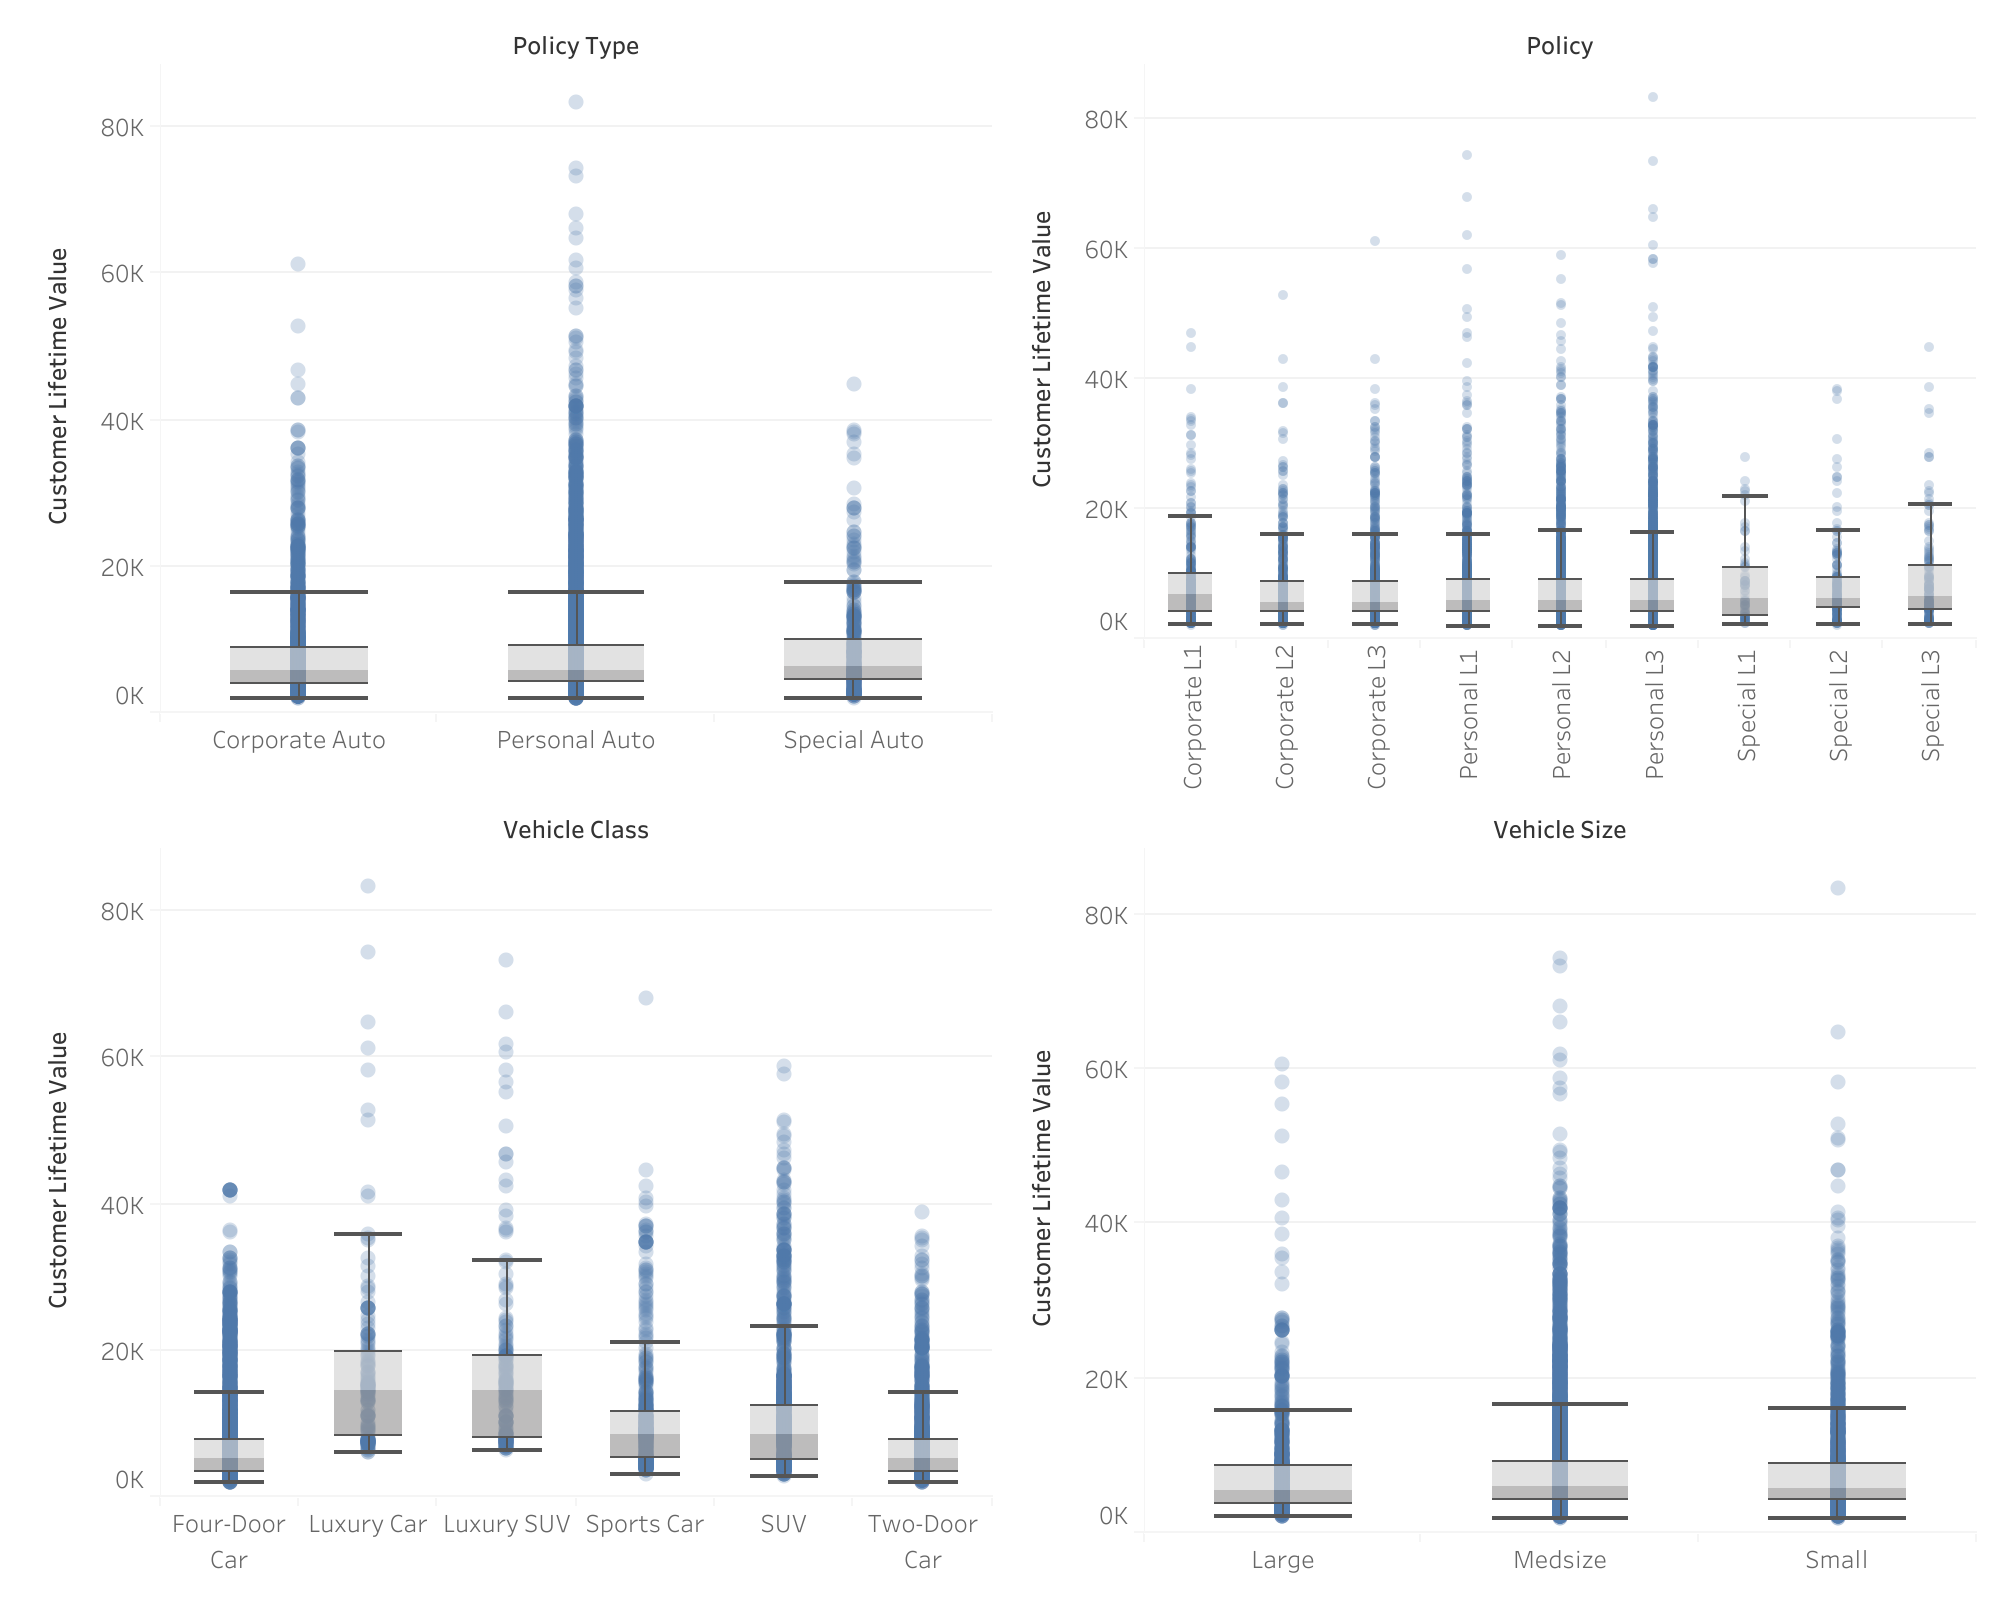 Policy Type
Customer Lifetime Value
80K
60K
40K
20K
0K
Corporate Auto
Personal Auto
Special Auto
Policy
Customer Lifetime Value
80K
60K
40K
20K
0K
Corporate L1
Corporate L2
Corporate L3
Personal L1
Personal L2
Personal L3
Special L1
Special L2
Special L3
Vehicle Class
Customer Lifetime Value
80K
60K
40K
20K
0K
Four-Door
Car
Luxury Car
Luxury SUV
Sports Car
SUV
Two-Door
Car
Vehicle Size
Customer Lifetime Value
80K
60K
40K
20K
0K
Large
Medsize
Small